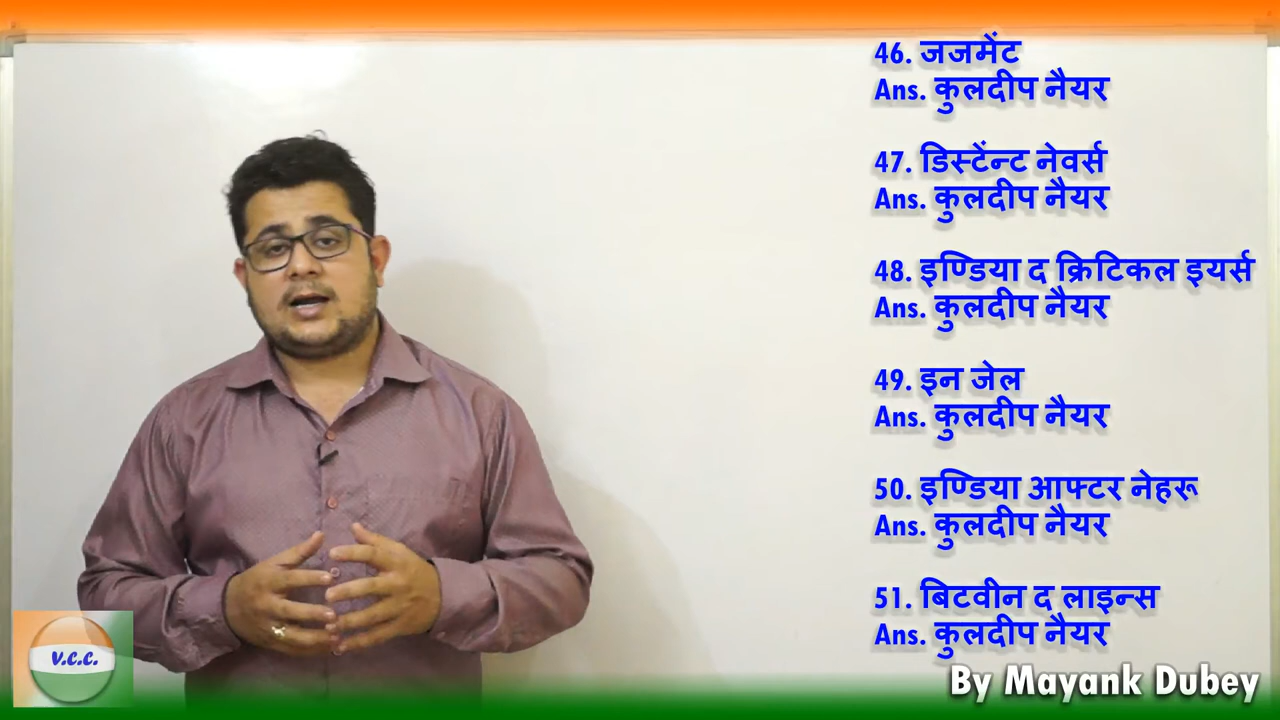 46. जजमेंट
Ans. कुलदीप नैयर
47. डिस्टेंन्ट नेवर्स
Ans. कुलदीप नैयर
48. इण्डिया द क्रिटिकल इयर्स
Ans. कुलदीप नैयर
49. इन जेल
Ans. कुलदीप नैयर
50. इण्डिया आफ्टर नेहरू
Ans. कुलदीप नैयर
51. बिटवीन द लाइन्स
Ans. कुलदीप नैयर
V.C.C.
By Mayank Dubey